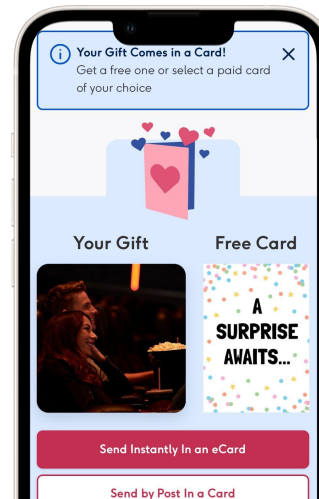 Your Gift Comes in a Card!
Get a free one or select a paid card
of your choice
Your Gift
Free Card
A
SURPRISE
AWAITS...
Send Instantly In an eCard
Send by Post In a Card